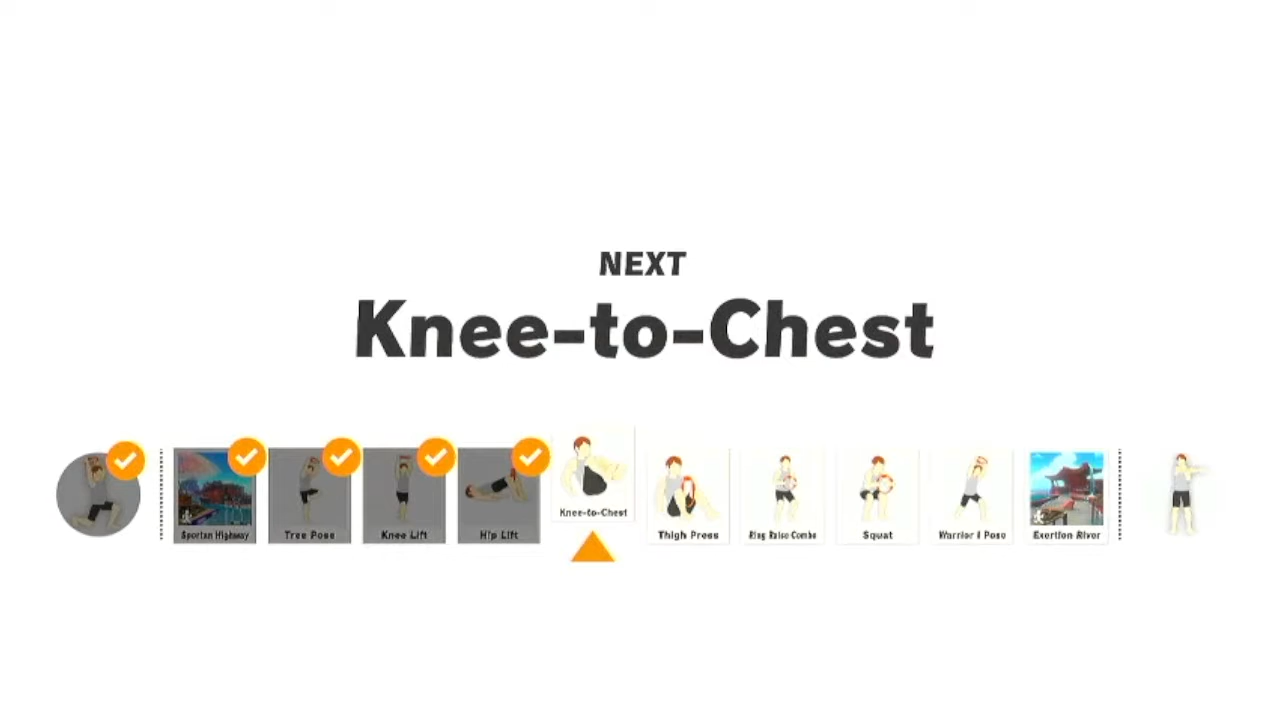 NEXT
Knee-to-Chest
Spartan Highway
Tree Pose
Knee Lift
Hip Lift
Knee-to-Chest
Thigh Press
Ring Raise Combo
Squat
Warrior I Pose
Exertion River